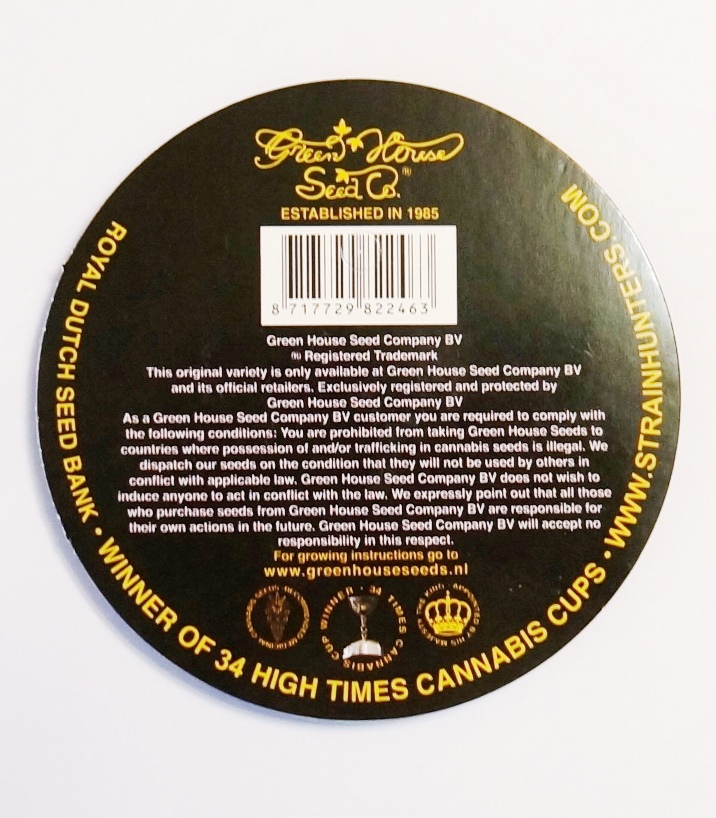 Green House
Seed Co.®
ESTABLISHED IN 1985
8 717729 822463
Green House Seed Company BV
® Registered Trademark
This original variety is only available at Green House Seed Company BV
and its official retailers. Exclusively registered and protected by
Green House Seed Company BV
As a Green House Seed Company BV customer you are required to comply with
the following conditions: You are prohibited from taking Green House Seeds to
countries where possession of and/or trafficking in cannabis seeds is illegal. We
dispatch our seeds on the condition that they will not be used by others in
conflict with applicable law. Green House Seed Company BV does not wish to
induce anyone to act in conflict with the law. We expressly point out that all those
who purchase seeds from Green House Seed Company BV are responsible for
their own actions in the future. Green House Seed Company BV will accept no
responsibility in this respect.
For growing instructions go to
www.greenhouseseeds.nl
CANNABIS CUP WINNER 34 TIMES
ROYAL DUTCH SEED BANK • WINNER OF 34 HIGH TIMES CANNABIS CUPS • WWW.STRAINHUNTERS.COM